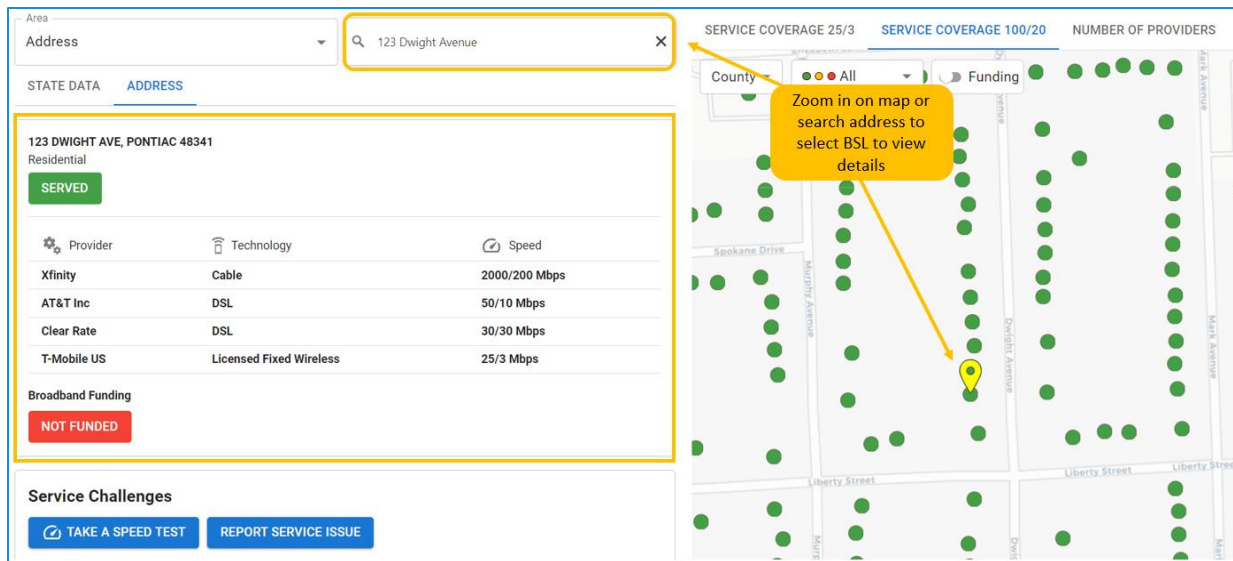 Area
Address
123 Dwight Avenue
STATE DATA ADDRESS
123 DWIGHT AVE, PONTIAC 48341
Residential
SERVED
Provider Technology Speed
Xfinity Cable 2000/200 Mbps
AT&T Inc DSL 50/10 Mbps
Clear Rate DSL 30/30 Mbps
T-Mobile US Licensed Fixed Wireless 25/3 Mbps
Broadband Funding
NOT FUNDED
Service Challenges
TAKE A SPEED TEST REPORT SERVICE ISSUE
SERVICE COVERAGE 25/3 SERVICE COVERAGE 100/20 NUMBER OF PROVIDERS
County All Funding
Zoom in on map or
search address to
select BSL to view
details
Mark Avenue
Spokane Drive
Murphy Avenue
Dwight Avenue
Mark Avenue
Liberty Street
Liberty Street
Liberty Stree